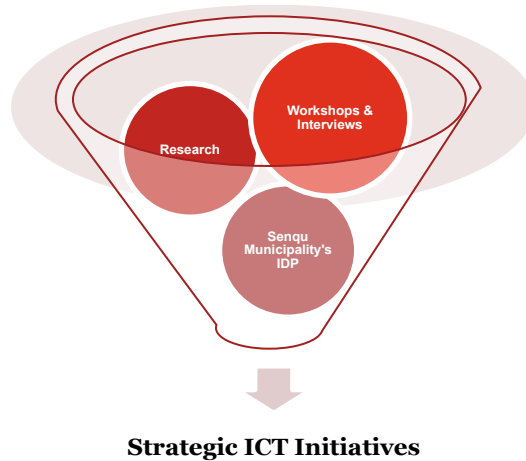 Workshops &
Interviews
Research
Senqu
Municipality's
IDP
Strategic ICT Initiatives